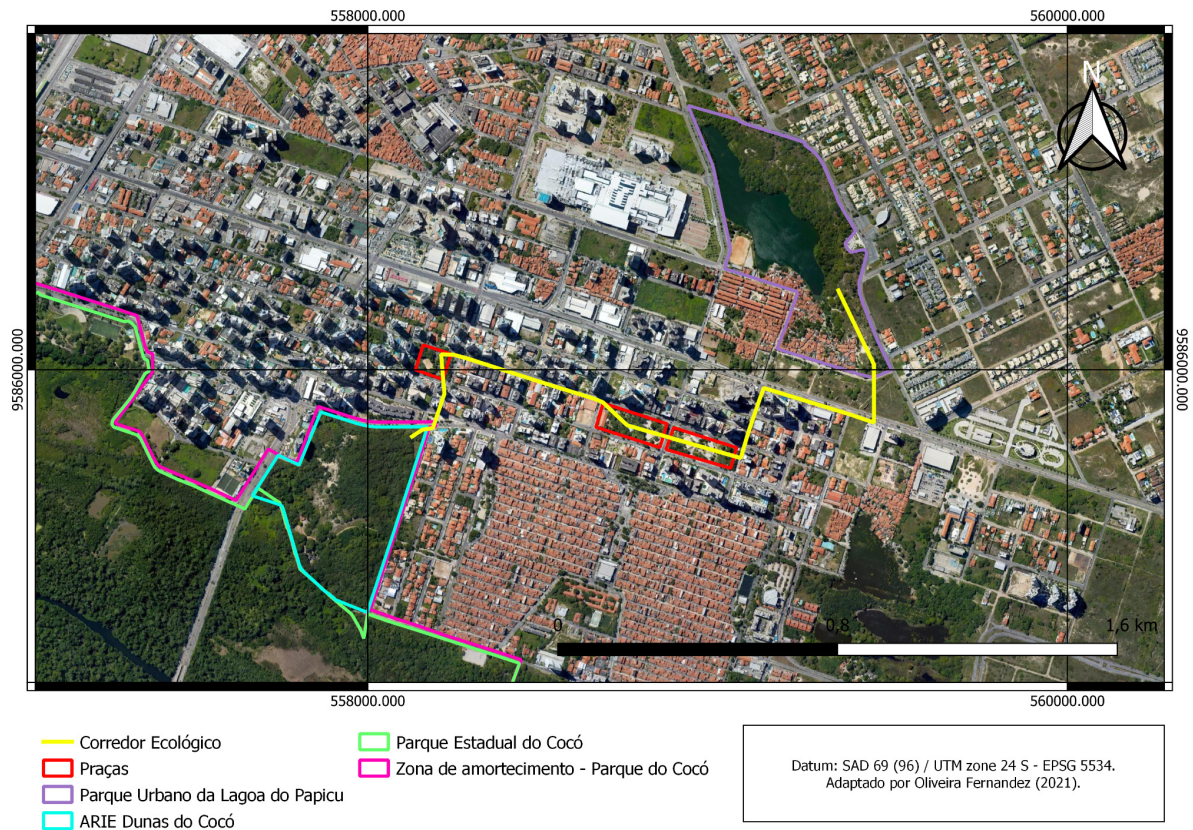 558000.000
560000.000
N
9586000.000
9586000.000
0
0,8
1,6 km
558000.000
560000.000
Corredor Ecológico
Praças
Parque Urbano da Lagoa do Papicu
ARIE Dunas do Cocó
Parque Estadual do Cocó
Zona de amortecimento - Parque do Cocó
Datum: SAD 69 (96) / UTM zone 24 S - EPSG 5534.
Adaptado por Oliveira Fernandez (2021).